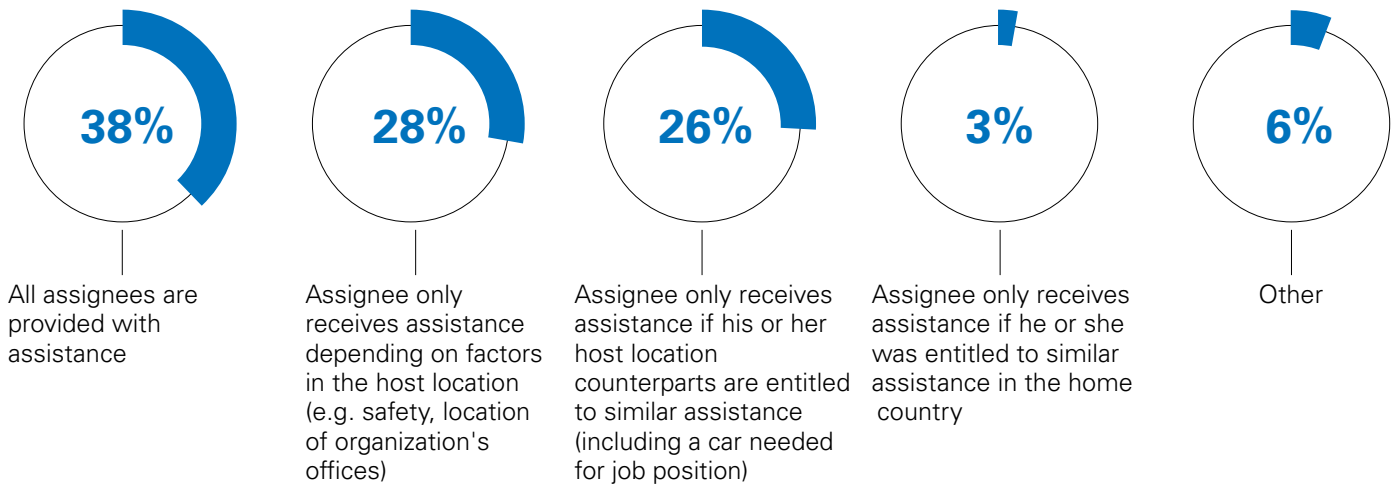 38%
28%
26%
3%
6%
All assignees are
provided with
assistance
Assignee only
receives assistance
depending on factors
in the host location
(e.g. safety, location
of organization's
offices)
Assignee only receives
assistance if his or her
host location
counterparts are entitled
to similar assistance
(including a car needed
for job position)
Assignee only receives
assistance if he or she
was entitled to similar
assistance in the home
country
Other